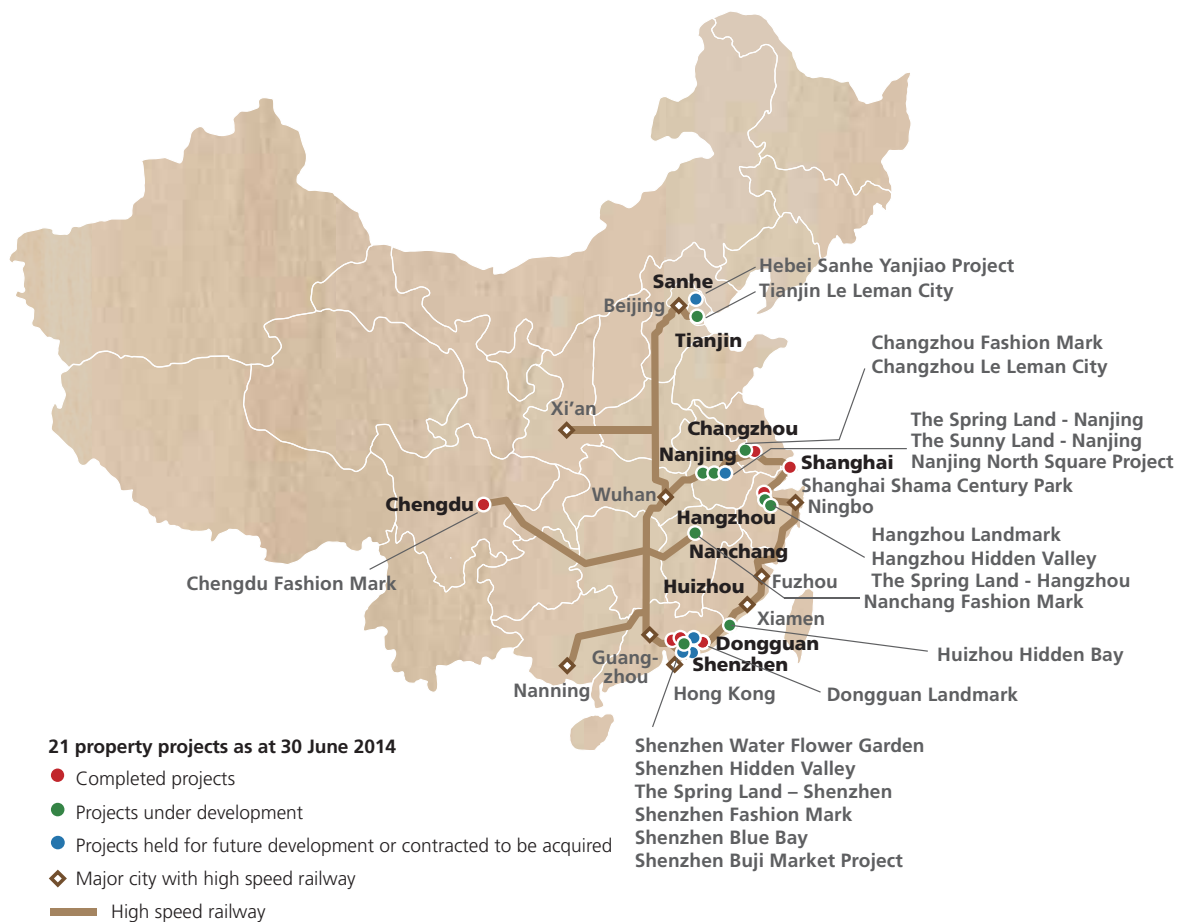 Hebei Sanhe Yanjiao Project
Sanhe
Tianjin Le Leman City
Beijing
Tianjin
Changzhou Fashion Mark
Changzhou Le Leman City
Xi’an
The Spring Land - Nanjing
Changzhou
The Sunny Land - Nanjing
Nanjing
Shanghai
Nanjing North Square Project
Shanghai Shama Century Park
Wuhan
Chengdu
Ningbo
Hangzhou
Hangzhou Landmark
Nanchang
Hangzhou Hidden Valley
Chengdu Fashion Mark
Huizhou
Fuzhou
The Spring Land - Hangzhou
Nanchang Fashion Mark
Xiamen
Dongguan
Huizhou Hidden Bay
Guang-
zhou
Shenzhen
Nanning
Hong Kong
Dongguan Landmark
21 property projects as at 30 June 2014
Completed projects
Projects under development
Projects held for future development or contracted to be acquired
Major city with high speed railway
High speed railway
Shenzhen Water Flower Garden
Shenzhen Hidden Valley
The Spring Land – Shenzhen
Shenzhen Fashion Mark
Shenzhen Blue Bay
Shenzhen Buji Market Project